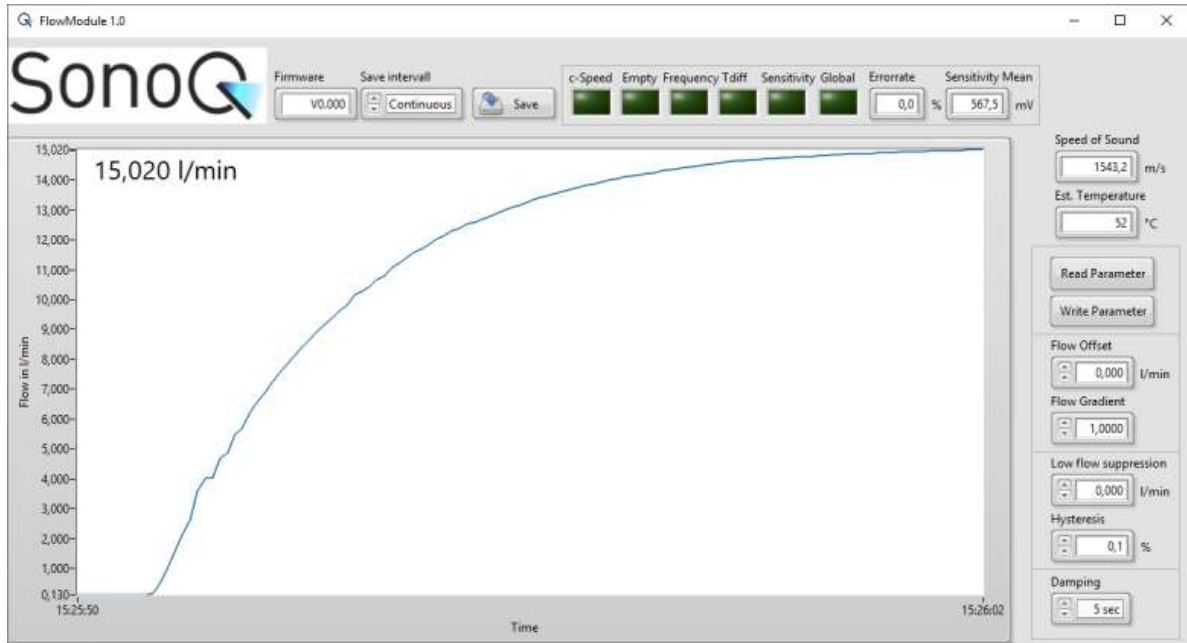 FlowModule 1.0
SonoQ
Firmware
V0.000
Save intervall
Continuous
Save
c-Speed Empty Frequency Tdiff Sensitivity Global
Errorrate
0,0 %
Sensitivity Mean
567,5 mV
15,020 l/min
Flow in l/min
15,020
14,000
13,000
12,000
11,000
10,000
9,000
8,000
7,000
6,000
5,000
4,000
3,000
2,000
1,000
0,130
15:25:50
15:26:02
Time
Speed of Sound
1543,2 m/s
Est. Temperature
52 °C
Read Parameter
Write Parameter
Flow Offset
0,000 l/min
Flow Gradient
1,0000
Low flow suppression
0,000 l/min
Hysteresis
0,1 %
Damping
5 sec